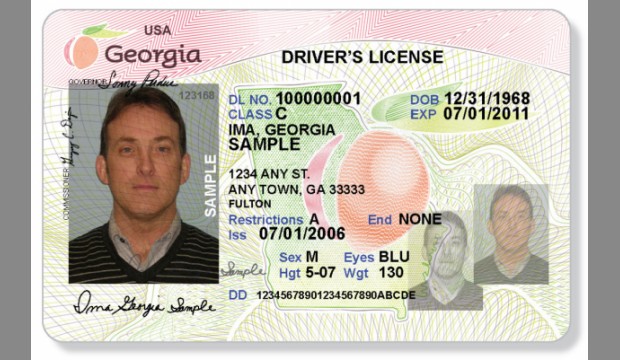 USA
Georgia
DRIVER'S LICENSE
GOVERNOR Sonny Perdue
123168
DL NO. 100000001
DOB 12/31/1968
CLASS C
EXP 07/01/2011
IMA, GEORGIA
SAMPLE
1234 ANY ST.
ANY TOWN, GA 33333
FULTON
Restrictions A End NONE
Iss 07/01/2006
Sex M Eyes BLU
Hgt 5-07 Wgt 130
DD 12345678901234567890ABCDE
COMMISSIONER
SAMPLE
Sample
Ima Georgia Sample